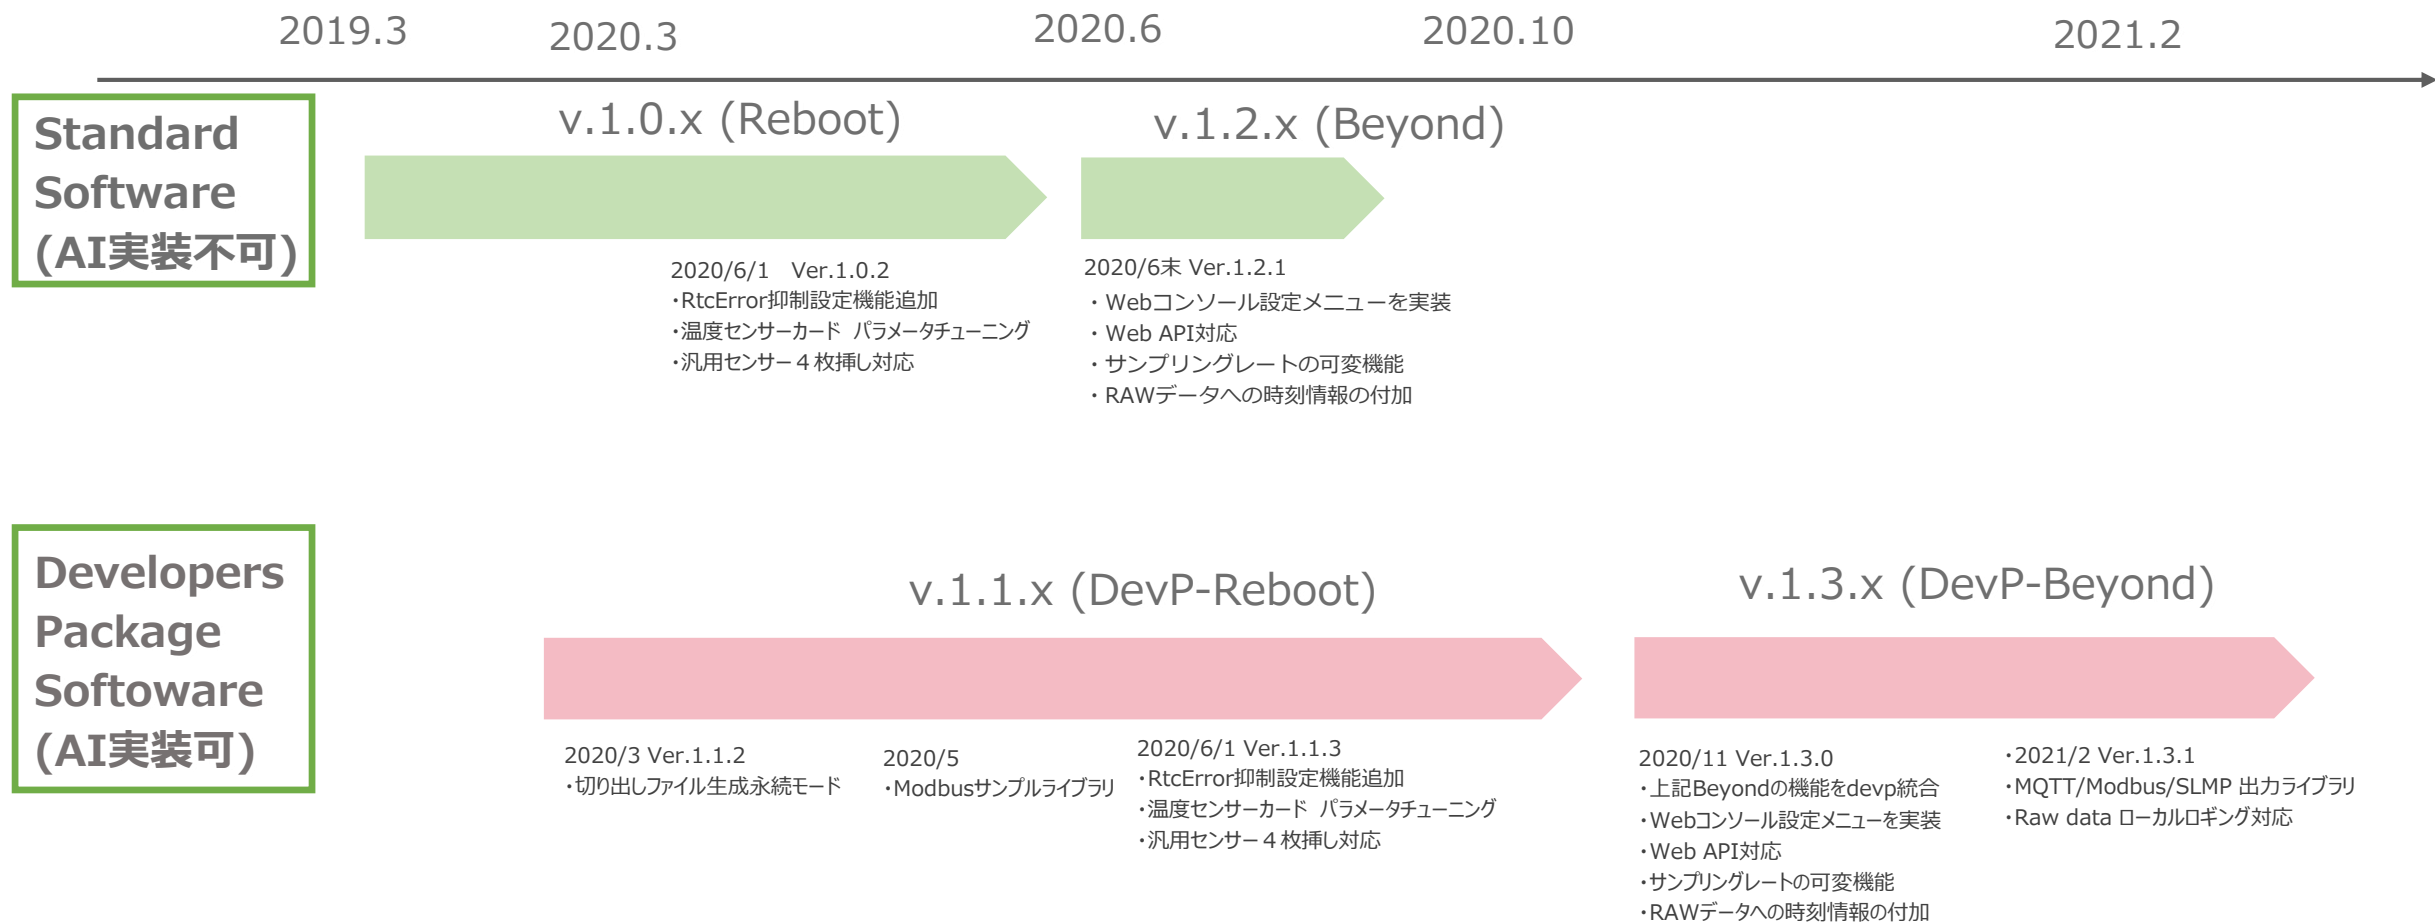 2019.3
2020.3
2020.6
2020.10
2021.2
Standard
Software
(AI実装不可)
v.1.0.x (Reboot)
v.1.2.x (Beyond)
2020/6/1　Ver.1.0.2
・RtcError抑制設定機能追加
・温度センサーカード パラメータチューニング
・汎用センサー４枚挿し対応
2020/6末 Ver.1.2.1
・Webコンソール設定メニューを実装
・Web API対応
・サンプリングレートの可変機能
・RAWデータへの時刻情報の付加
Developers
Package
Softoware
(AI実装可)
v.1.1.x (DevP-Reboot)
v.1.3.x (DevP-Beyond)
2020/3 Ver.1.1.2
・切り出しファイル生成永続モード
2020/5
・Modbusサンプルライブラリ
2020/6/1 Ver.1.1.3
・RtcError抑制設定機能追加
・温度センサーカード パラメータチューニング
・汎用センサー４枚挿し対応
2020/11 Ver.1.3.0
・上記Beyondの機能をdevp統合
・Webコンソール設定メニューを実装
・Web API対応
・サンプリングレートの可変機能
・RAWデータへの時刻情報の付加
・2021/2 Ver.1.3.1
・MQTT/Modbus/SLMP 出力ライブラリ
・Raw data ローカルロギング対応